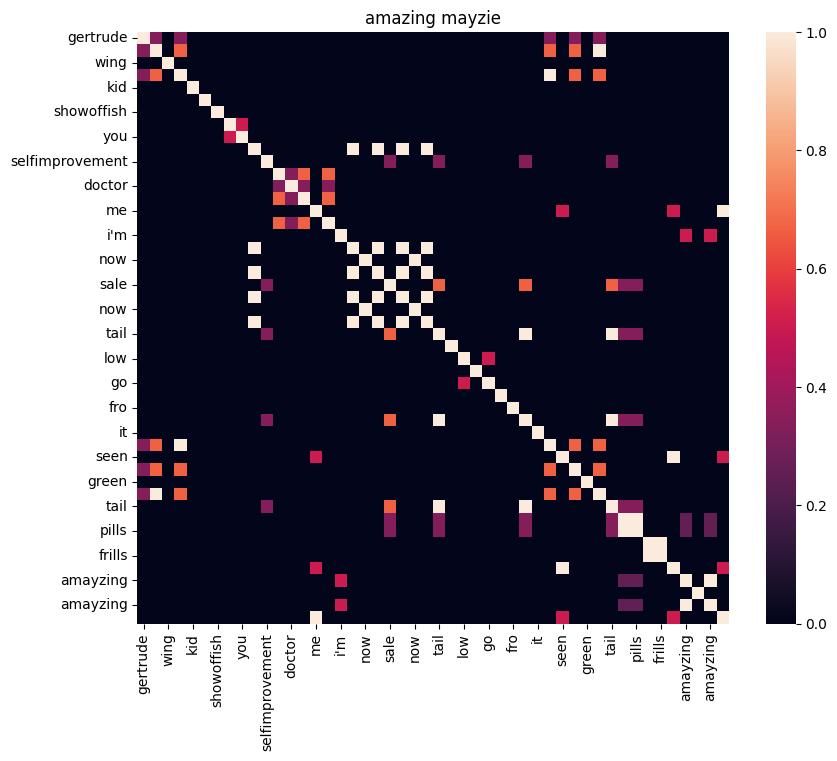 amazing mayzie
gertrude
wing
kid
showoffish
you
selfimprovement
doctor
me
i'm
now
sale
now
tail
low
go
fro
it
seen
green
tail
pills
frills
amayzing
amayzing
gertrude
wing
kid
showoffish
you
selfimprovement
doctor
me
i'm
now
sale
now
tail
low
go
fro
it
seen
green
tail
pills
frills
amayzing
amayzing
1.0
0.8
0.6
0.4
0.2
0.0